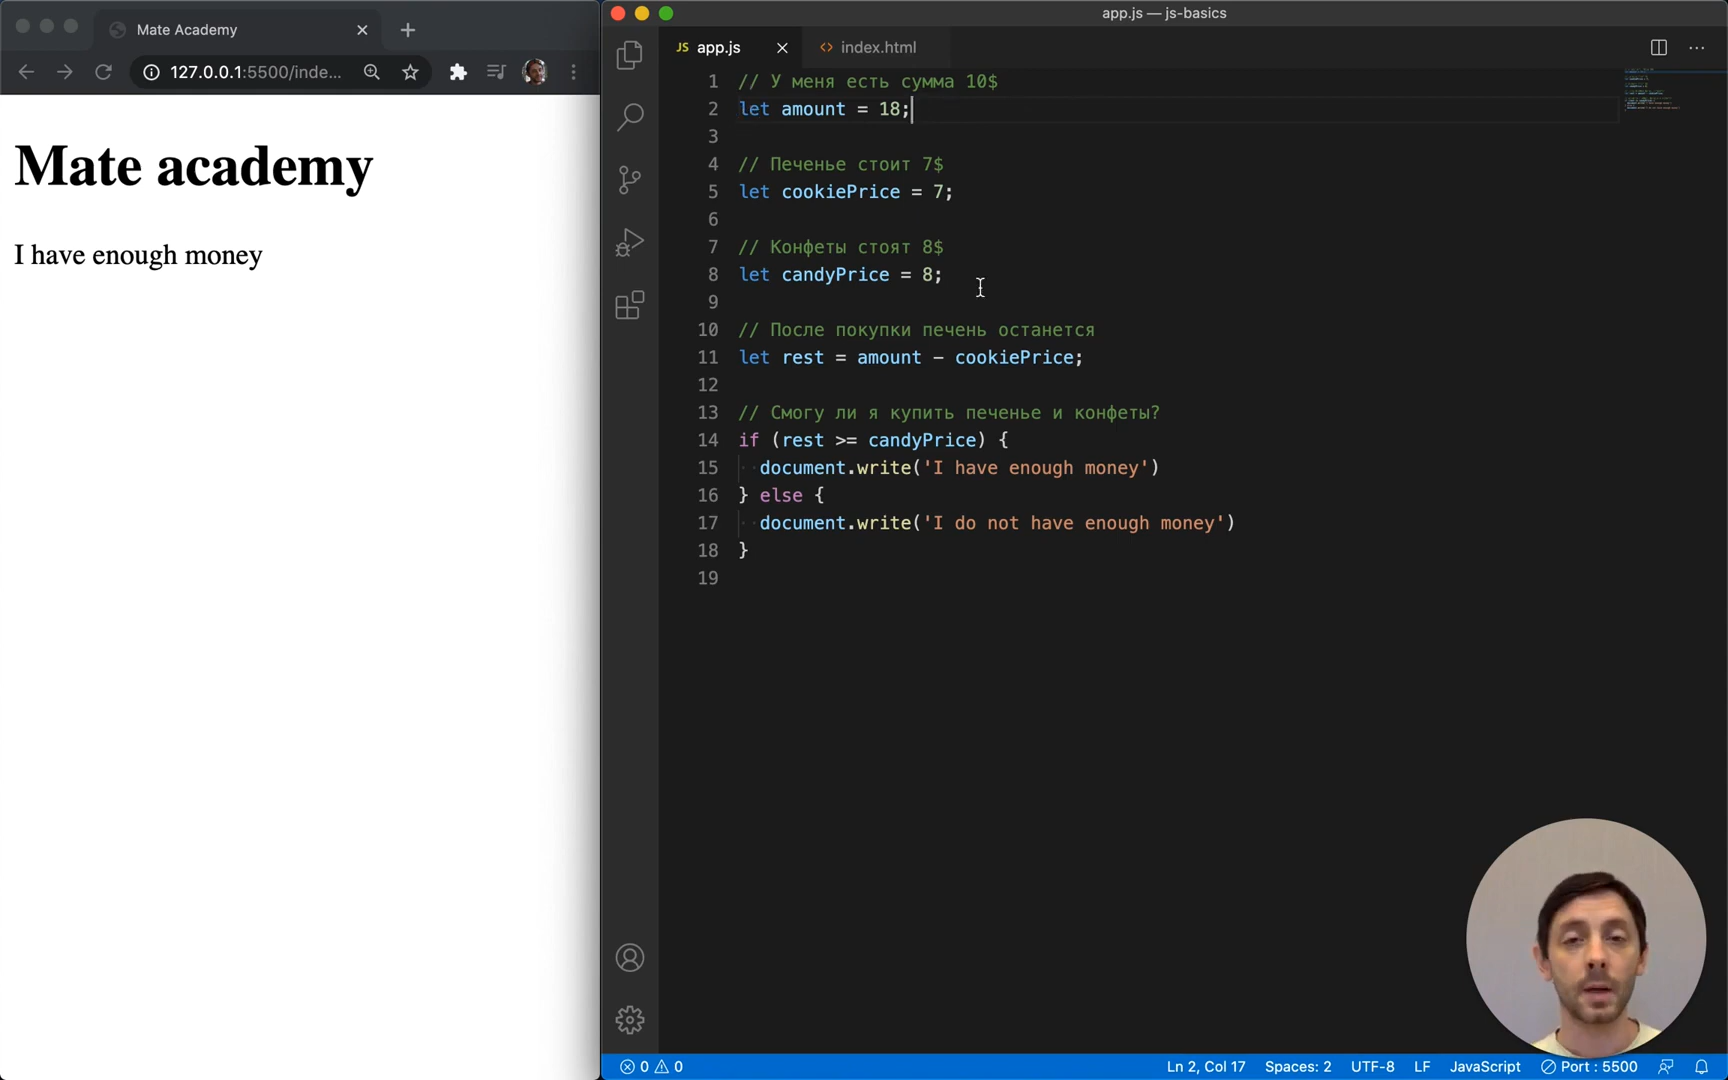 Mate Academy
127.0.0.1:5500/inde...
Mate academy
I have enough money
app.js — js-basics
JS app.js
<> index.html
1 // У меня есть сумма 10$
2 let amount = 18;
3
4 // Печенье стоит 7$
5 let cookiePrice = 7;
6
7 // Конфеты стоят 8$
8 let candyPrice = 8;
9
10 // После покупки печень останется
11 let rest = amount - cookiePrice;
12
13 // Смогу ли я купить печенье и конфеты?
14 if (rest >= candyPrice) {
15 document.write('I have enough money')
16 } else {
17 document.write('I do not have enough money')
18 }
19
0 0 Ln 2, Col 17 Spaces: 2 UTF-8 LF JavaScript Port : 5500